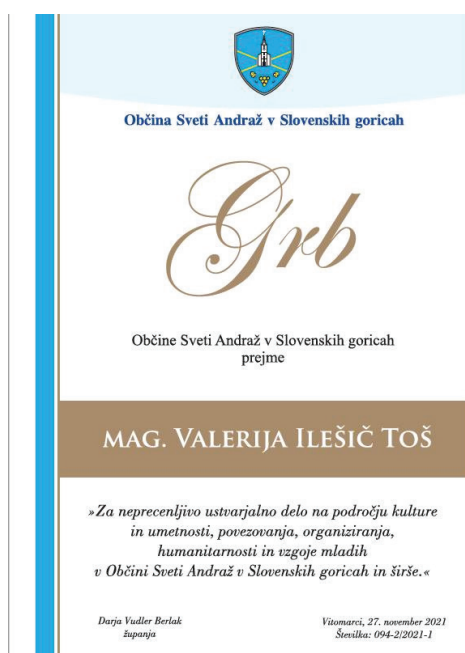 Občina Sveti Andraž v Slovenskih goricah
Grb
Občine Sveti Andraž v Slovenskih goricah
prejme
MAG. VALERIJA ILEŠIČ TOŠ
»Za neprecenljivo ustvarjalno delo na področju kulture
in umetnosti, povezovanja, organiziranja,
humanitarnosti in vzgoje mladih
v Občini Sveti Andraž v Slovenskih goricah in širše.«
Darja Vudler Berlak
županja
Vitomarci, 27. november 2021
Številka: 094-2/2021-1